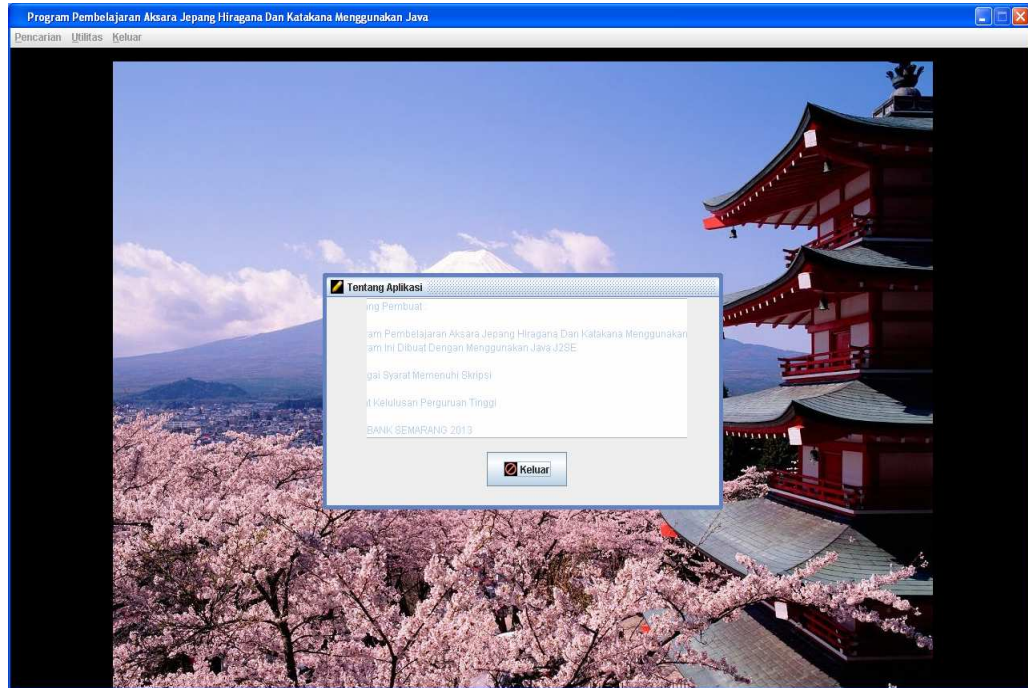 Program Pembelajaran Aksara Jepang Hiragana Dan Katakana Menggunakan Java
Pencarian Utilitas Keluar
Tentang Aplikasi
ng Pembuat :
am Pembelajaran Aksara Jepang Hiragana Dan Katakana Menggunakan
am Ini Dibuat Dengan Menggunakan Java J2SE
gai Syarat Memenuhi Skripsi
t Kelulusan Perguruan Tinggi
BANK SEMARANG 2013
Keluar